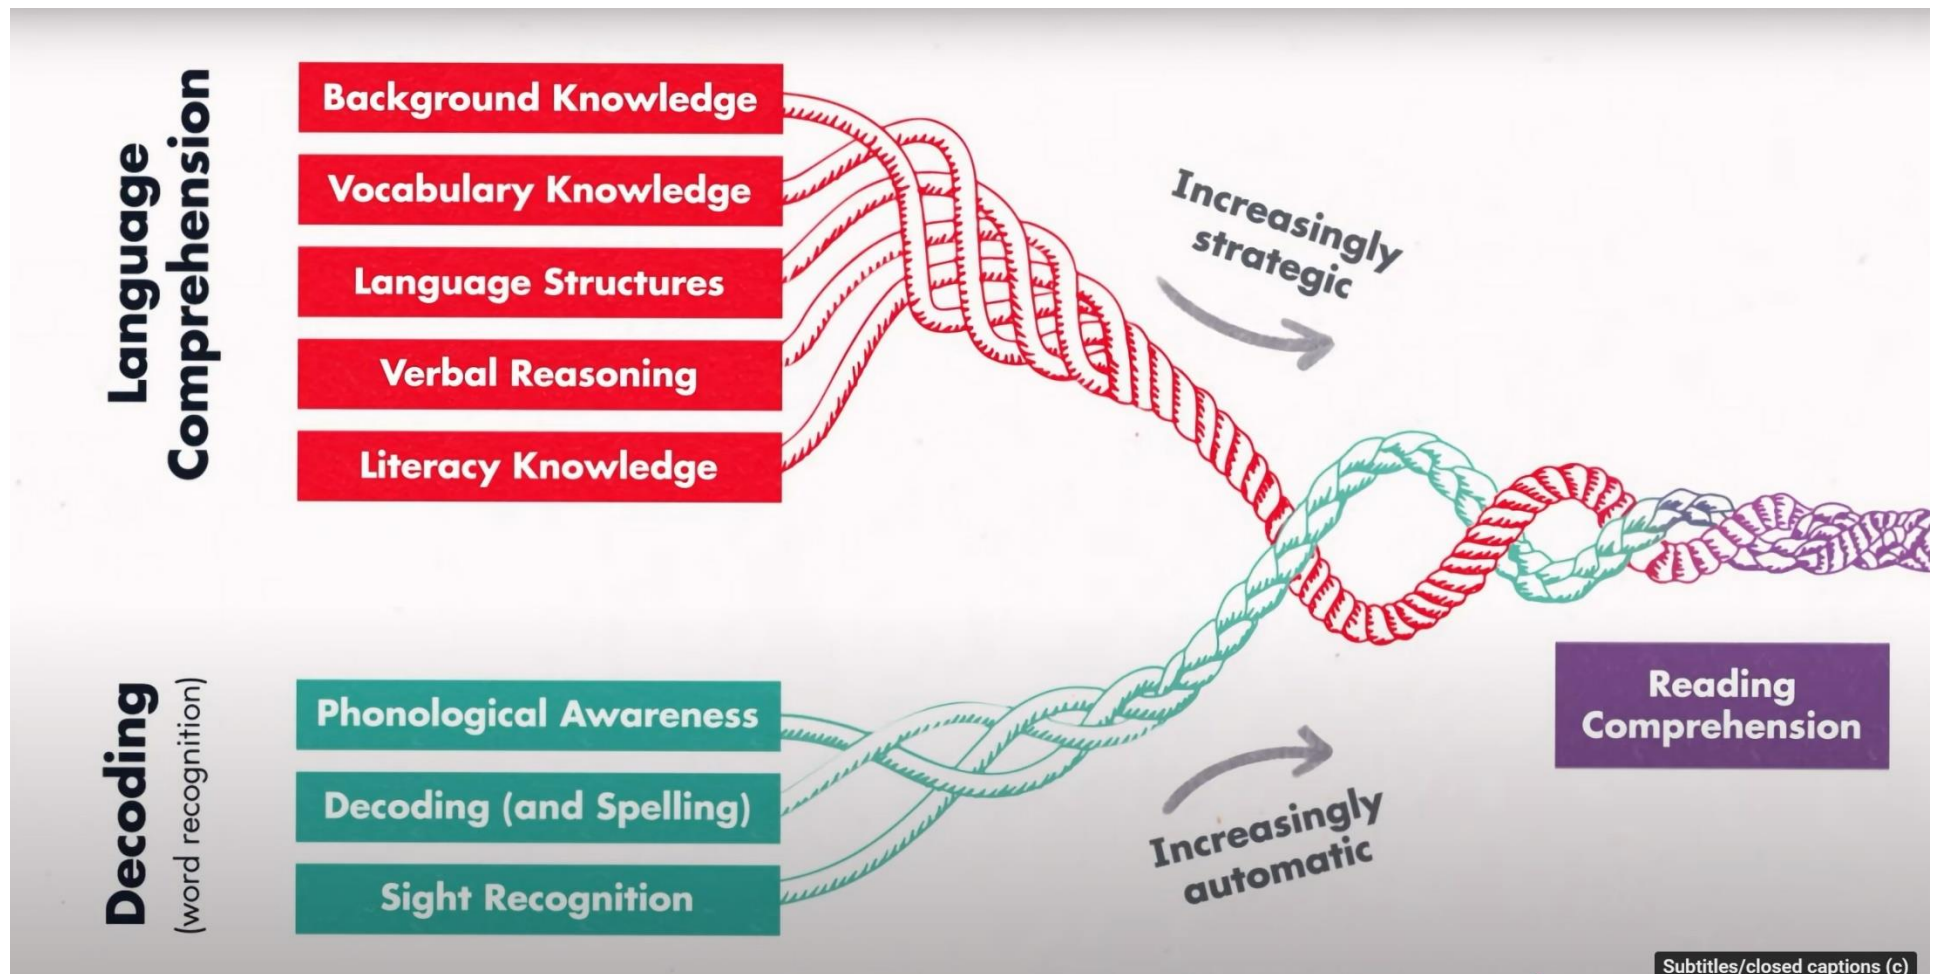 Language
Comprehension
Background Knowledge
Vocabulary Knowledge
Language Structures
Verbal Reasoning
Literacy Knowledge
Increasingly
strategic
Decoding
(word recognition)
Phonological Awareness
Decoding (and Spelling)
Sight Recognition
Increasingly
automatic
Reading
Comprehension
Subtitles/closed captions (c)